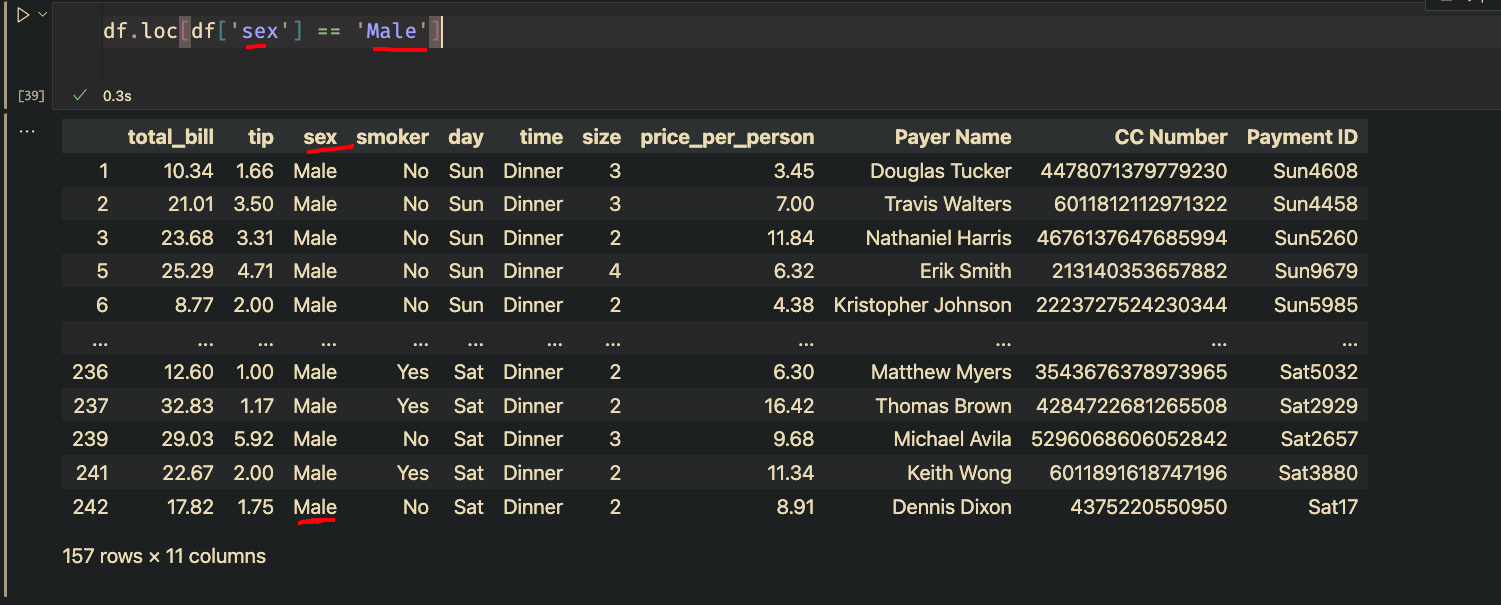 df.loc[df['sex'] == 'Male']
[39] 0.3s
...
total_bill tip sex smoker day time size price_per_person Payer Name CC Number Payment ID
1 10.34 1.66 Male No Sun Dinner 3 3.45 Douglas Tucker 4478071379779230 Sun4608
2 21.01 3.50 Male No Sun Dinner 3 7.00 Travis Walters 6011812112971322 Sun4458
3 23.68 3.31 Male No Sun Dinner 2 11.84 Nathaniel Harris 4676137647685994 Sun5260
5 25.29 4.71 Male No Sun Dinner 4 6.32 Erik Smith 213140353657882 Sun9679
6 8.77 2.00 Male No Sun Dinner 2 4.38 Kristopher Johnson 2223727524230344 Sun5985
... ... ... ... ... ... ... ... ... ... ... ...
236 12.60 1.00 Male Yes Sat Dinner 2 6.30 Matthew Myers 3543676378973965 Sat5032
237 32.83 1.17 Male Yes Sat Dinner 2 16.42 Thomas Brown 4284722681265508 Sat2929
239 29.03 5.92 Male No Sat Dinner 3 9.68 Michael Avila 5296068606052842 Sat2657
241 22.67 2.00 Male Yes Sat Dinner 2 11.34 Keith Wong 6011891618747196 Sat3880
242 17.82 1.75 Male No Sat Dinner 2 8.91 Dennis Dixon 4375220550950 Sat17
157 rows × 11 columns